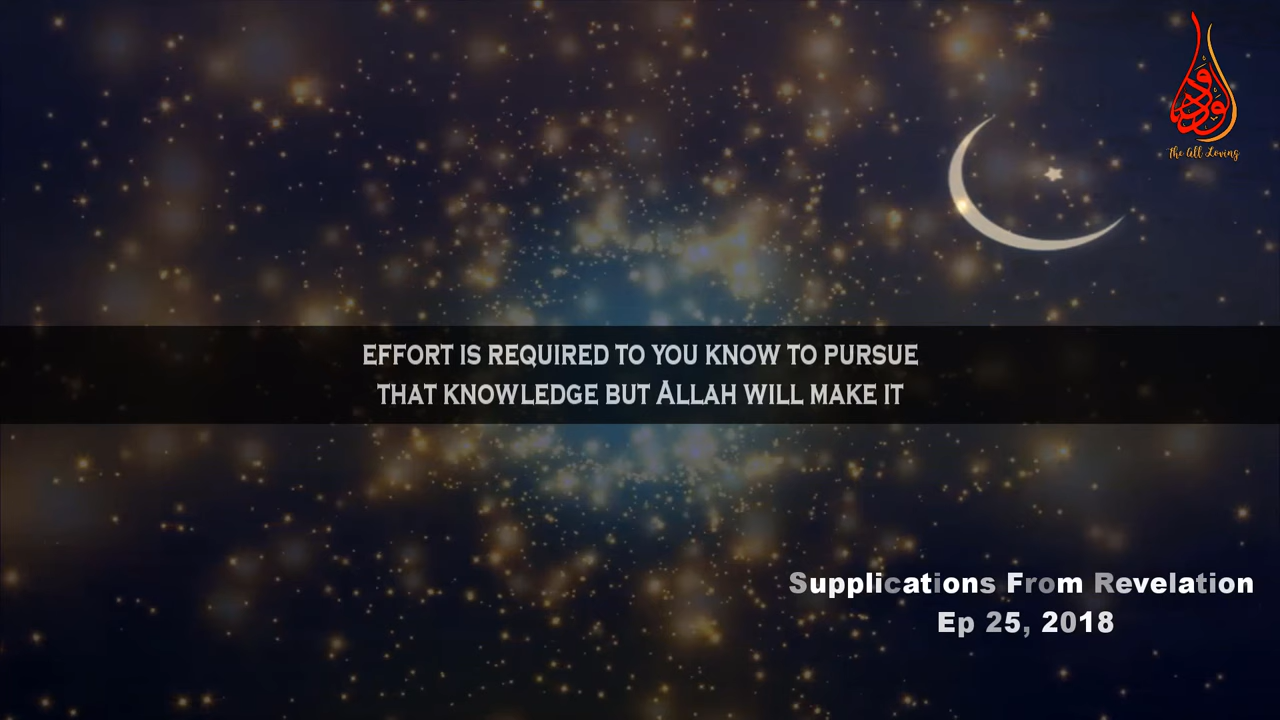 الودود
The All Loving
EFFORT IS REQUIRED TO YOU KNOW TO PURSUE
THAT KNOWLEDGE BUT ALLAH WILL MAKE IT
Supplications From Revelation
Ep 25, 2018